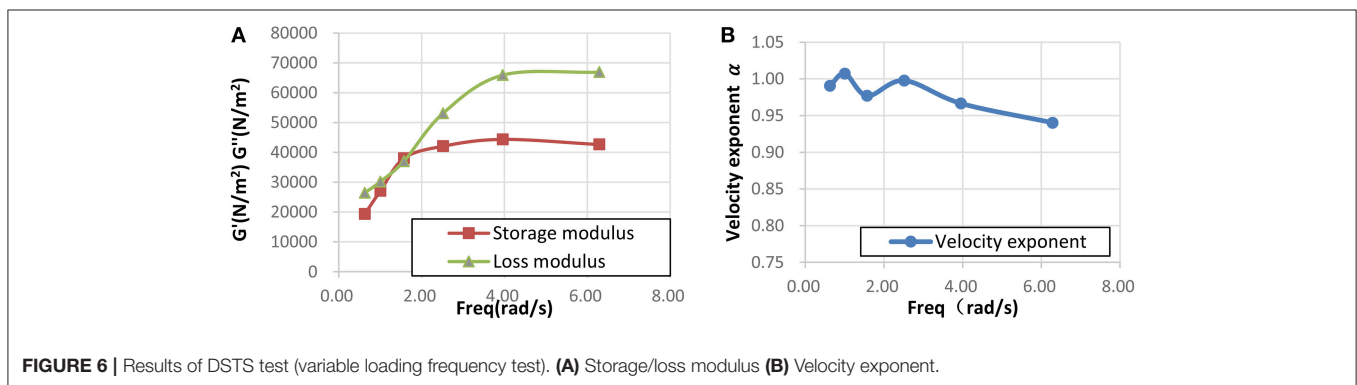 A
G'(N/m²) G''(N/m²)
80000
70000
60000
50000
40000
30000
20000
10000
0
0.00 2.00 4.00 6.00 8.00
Freq(rad/s)
Storage modulus
Loss modulus
B
Velocity exponent α
1.05
1.00
0.95
0.90
0.85
0.80
0.75
0.00 2.00 4.00 6.00 8.00
Freq（rad/s)
Velocity exponent
FIGURE 6 | Results of DSTS test (variable loading frequency test). (A) Storage/loss modulus (B) Velocity exponent.